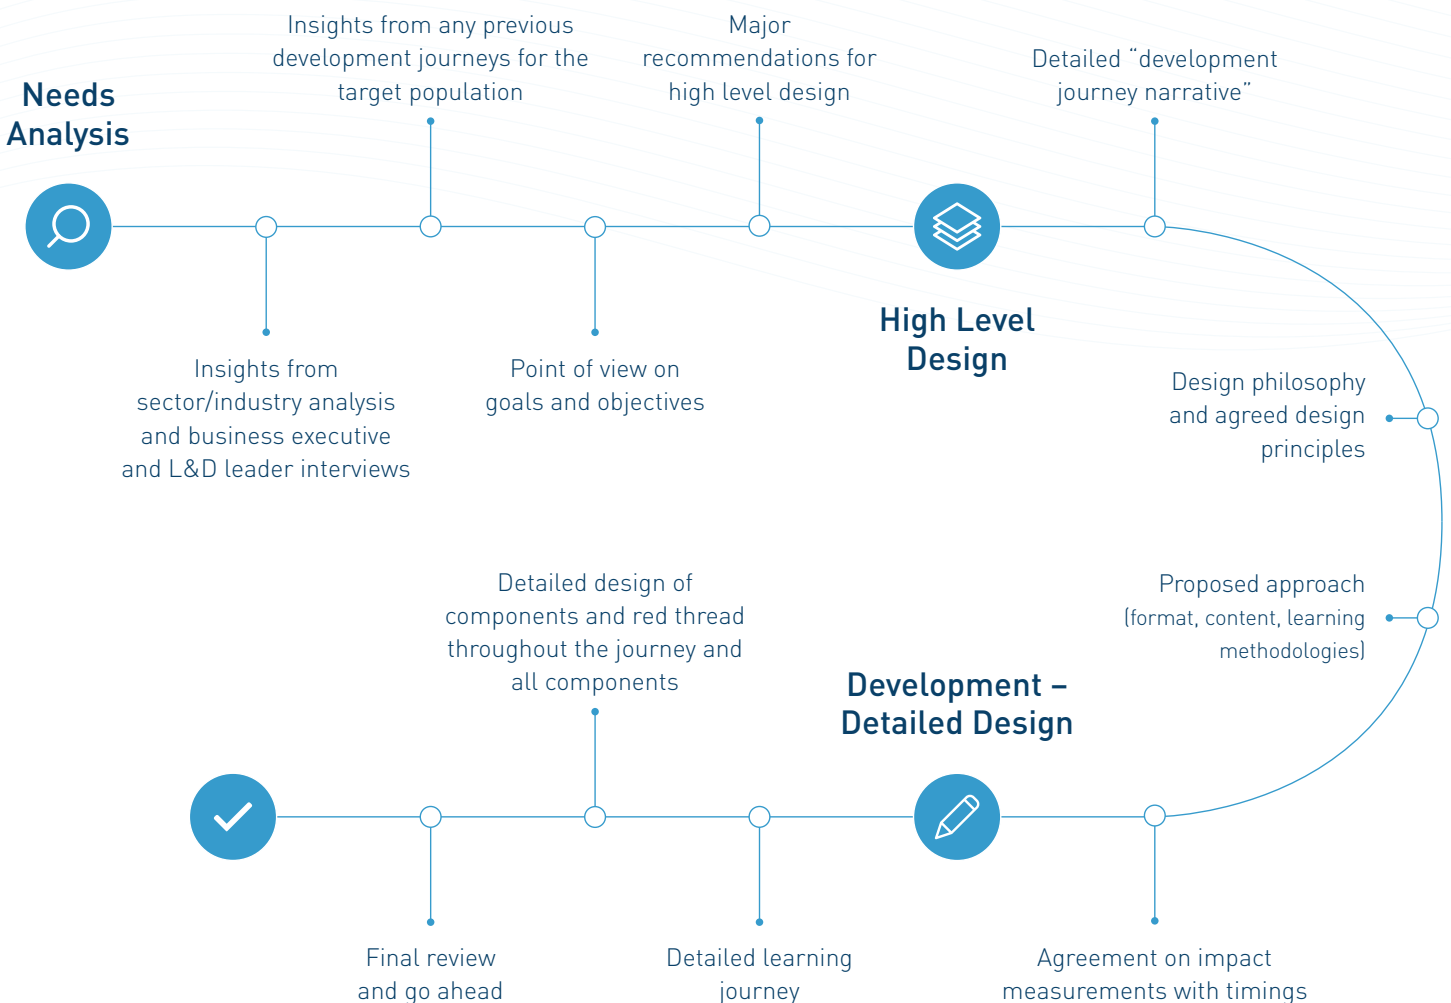 Needs
Analysis
Insights from
sector/industry analysis
and business executive
and L&D leader interviews
Insights from any previous
development journeys for the
target population
Point of view on
goals and objectives
Major
recommendations for
high level design
High Level
Design
Detailed “development
journey narrative”
Design philosophy
and agreed design
principles
Proposed approach
(format, content, learning
methodologies)
Agreement on impact
measurements with timings
Development –
Detailed Design
Detailed learning
journey
Detailed design of
components and red thread
throughout the journey and
all components
Final review
and go ahead